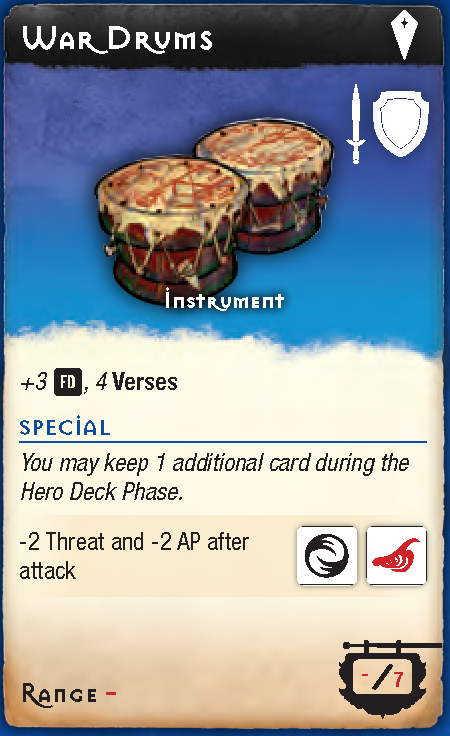 War Drums
Instrument
+3 FD, 4 Verses
SPECIAL
You may keep 1 additional card during the
Hero Deck Phase.
-2 Threat and -2 AP after
attack
Range -
-/7